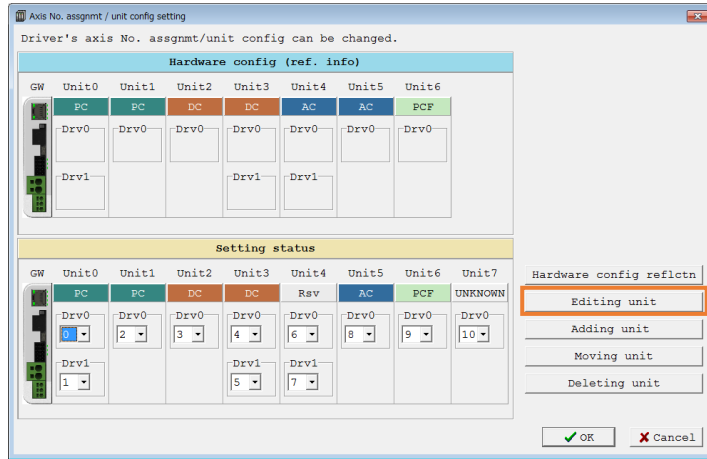 Axis No. assgnmt / unit config setting
Driver's axis No. assgnmt/unit config can be changed.
Hardware config (ref. info)
GW Unit0 Unit1 Unit2 Unit3 Unit4 Unit5 Unit6
PC PC DC DC AC AC PCF
Drv0 Drv0 Drv0 Drv0 Drv0 Drv0 Drv0
Drv1 Drv1 Drv1
Setting status
GW Unit0 Unit1 Unit2 Unit3 Unit4 Unit5 Unit6 Unit7
PC PC DC DC Rsv AC PCF UNKNOWN
Drv0 Drv0 Drv0 Drv0 Drv0 Drv0 Drv0 Drv0
0 2 3 4 6 8 9 10
Drv1 Drv1 Drv1
1 5 7
Hardware config reflctn
Editing unit
Adding unit
Moving unit
Deleting unit
OK Cancel